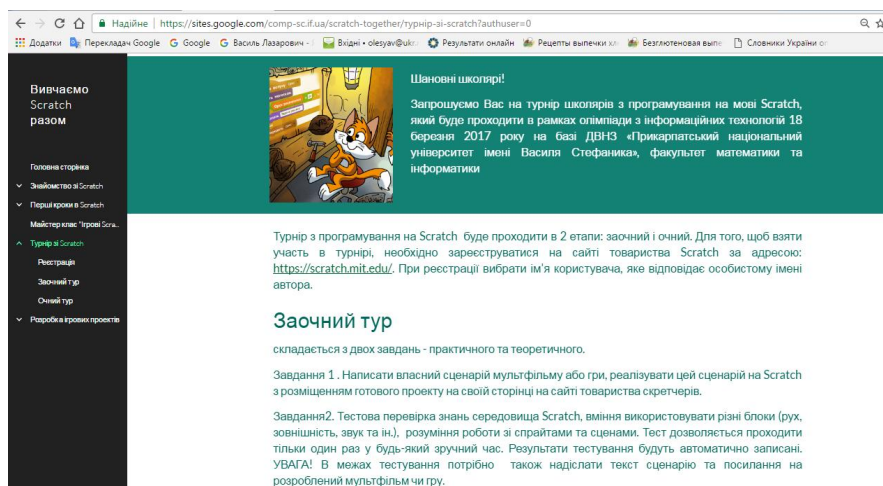 Надійне | https://sites.google.com/comp-sc.if.ua/scratch-together/турнір-зі-scratch?authuser=0
Додатки Перекладач Google Google Василь Лазарович - Вхідні • olesyav@ukr. Результати онлайн Рецепты выпечки хл Безглютеновая выпе Словники України on
Вивчаємо
Scratch
разом
Головна сторінка
Знайомство зі Scratch
Перші кроки в Scratch
Майстер клас "Ігрові Scra...
Турнір зі Scratch
Реєстрація
Заочний тур
Очний тур
Розробка ігрових проектів
Шановні школярі!
Запрошуємо Вас на турнір школярів з програмування на мові Scratch,
який буде проходити в рамках олімпіади з інформаційних технологій 18
березня 2017 року на базі ДВНЗ «Прикарпатський національний
університет імені Василя Стефаника», факультет математики та
інформатики
Турнір з програмування на Scratch буде проходити в 2 етапи: заочний і очний. Для того, щоб взяти
участь в турнірі, необхідно зареєструватися на сайті товариства Scratch за адресою:
https://scratch.mit.edu/. При реєстрації вибрати ім'я користувача, яке відповідає особистому імені
автора.
Заочний тур
складається з двох завдань - практичного та теоретичного.
Завдання 1 . Написати власний сценарій мультфільму або гри, реалізувати цей сценарій на Scratch
з розміщенням готового проекту на своїй сторінці на сайті товариства скретчерів.
Завдання2. Тестова перевірка знань середовища Scratch, вміння використовувати різні блоки (рух,
зовнішність, звук та ін.), розуміння роботи зі спрайтами та сценами. Тест дозволяється проходити
тільки один раз у будь-який зручний час. Результати тестування будуть автоматично записані.
УВАГА! В межах тестування потрібно також надіслати текст сценарію та посилання на
розроблений мультфільм чи гру.